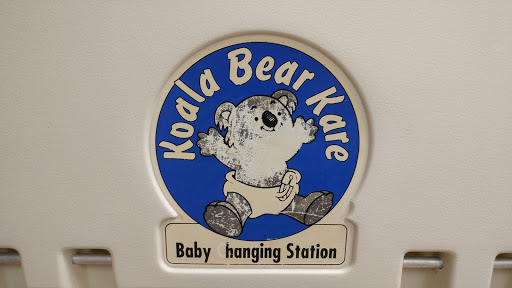 Koala Bear Kare
Baby Changing Station